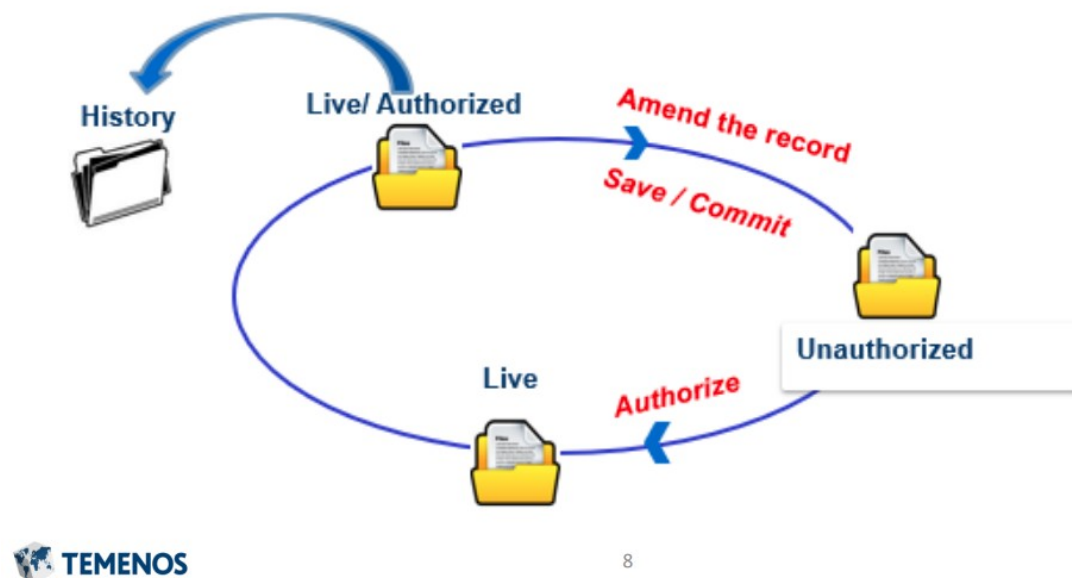 History
Live/ Authorized
Amend the record
Save / Commit
Unauthorized
Live
Authorize
TEMENOS
8